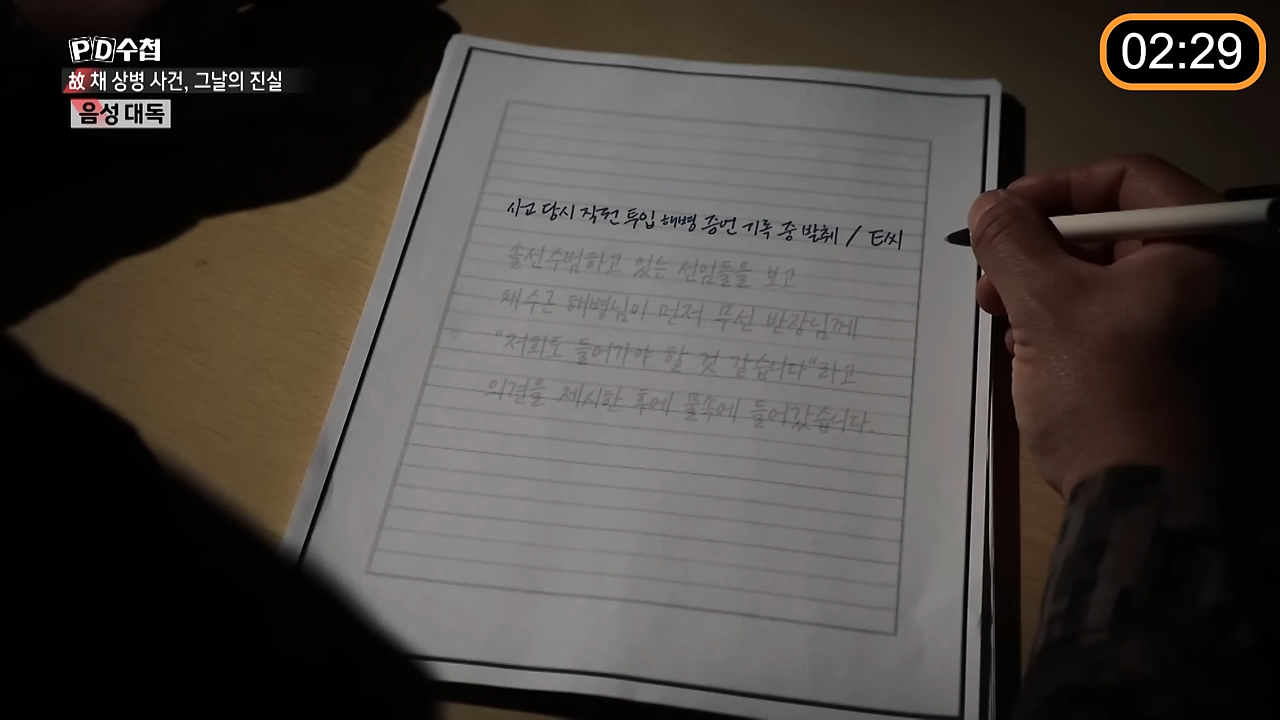 PD수첩
故 채 상병 사건, 그날의 진실
음성 대독
02:29
사고 당시 작전 투입 해병 증언 기록 중 발췌 / E씨
솔선수범하고 있는 선임들을 보고
채수근 해병님이 먼저 무선 반장님께
"저희도 들어가야 할 것 같습니다"라고
의견을 제시한 후에 물속에 들어갔습니다.